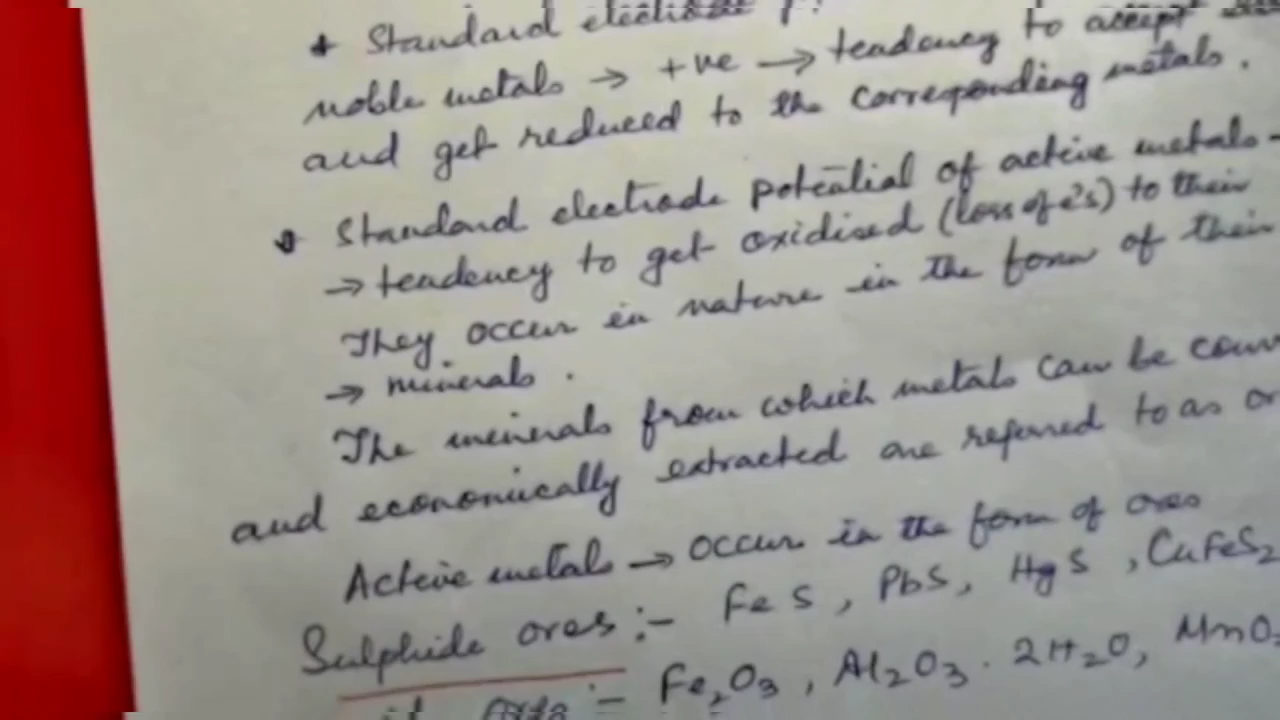 * Standard electrode
noble metals → +ve → tendency to accept
and get reduced to the corresponding metals.
Standard electrode potential of active metals -
→ tendency to get oxidised (loss of e's) to their
They occur in nature in the form of their
→ minerals.
The minerals from which metals can be
and economically extracted are referred to as
Active metals → occur in the form of ores
Sulphide ores :- FeS, PbS, HgS, CuFeS2
:- Fe2O3, Al2O3. 2H2O, MnO